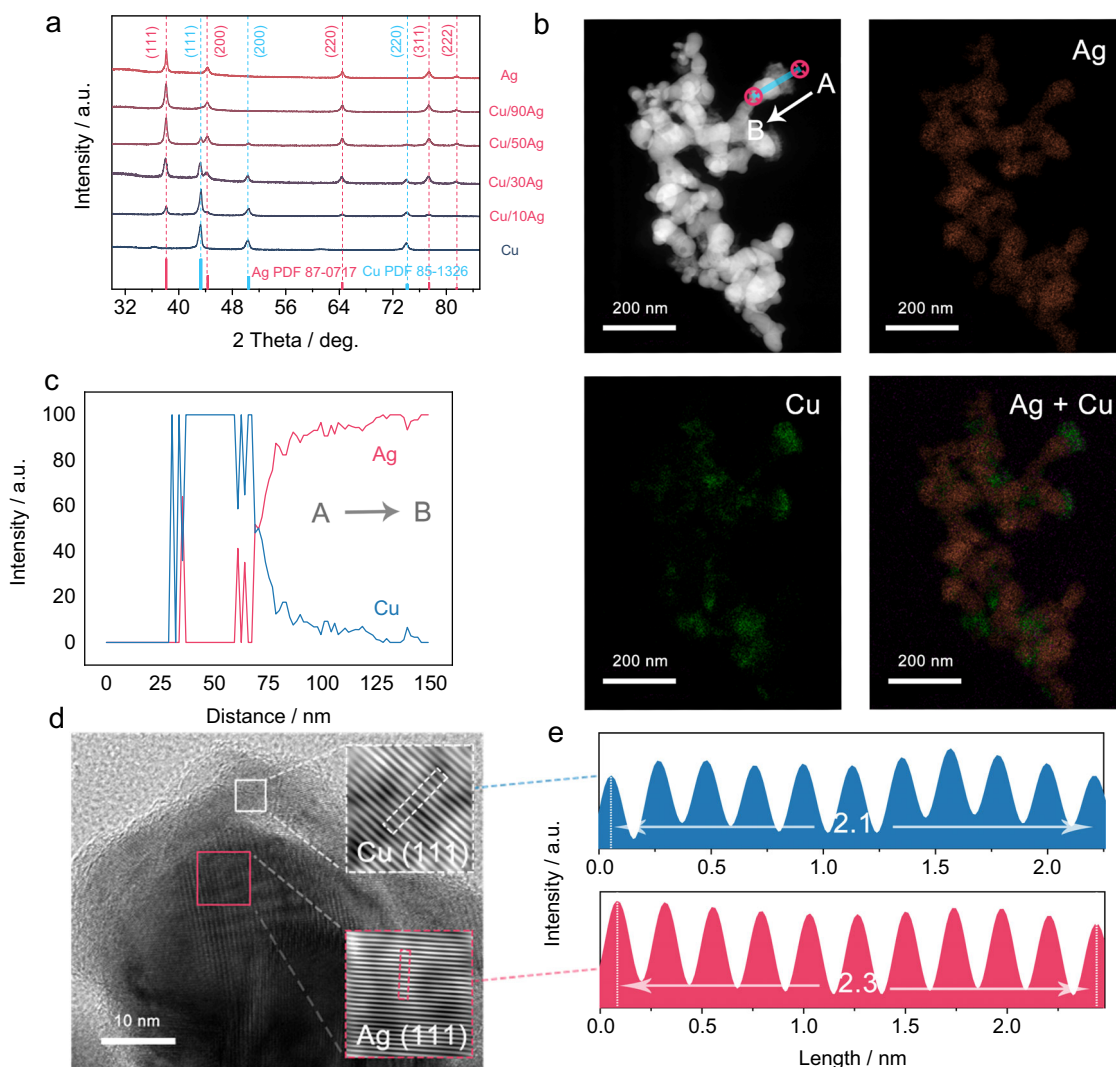 a
(111)
(111)
(200)
(200)
(220)
(220)
(311)
(222)
Ag
Cu/90Ag
Cu/50Ag
Cu/30Ag
Cu/10Ag
Cu
Ag PDF 87-0717 Cu PDF 85-1326
Intensity / a.u.
32 40 48 56 64 72 80
2 Theta / deg.
b
A
B
200 nm
Ag
200 nm
Cu
200 nm
Ag + Cu
200 nm
c
100
80
60
40
20
0
Intensity / a.u.
Ag
A B
Cu
0 25 50 75 100 125 150
Distance / nm
d
Cu (111)
Ag (111)
10 nm
e
2.1
0.0 0.5 1.0 1.5 2.0
2.3
0.0 0.5 1.0 1.5 2.0
Intensity / a.u.
Length / nm